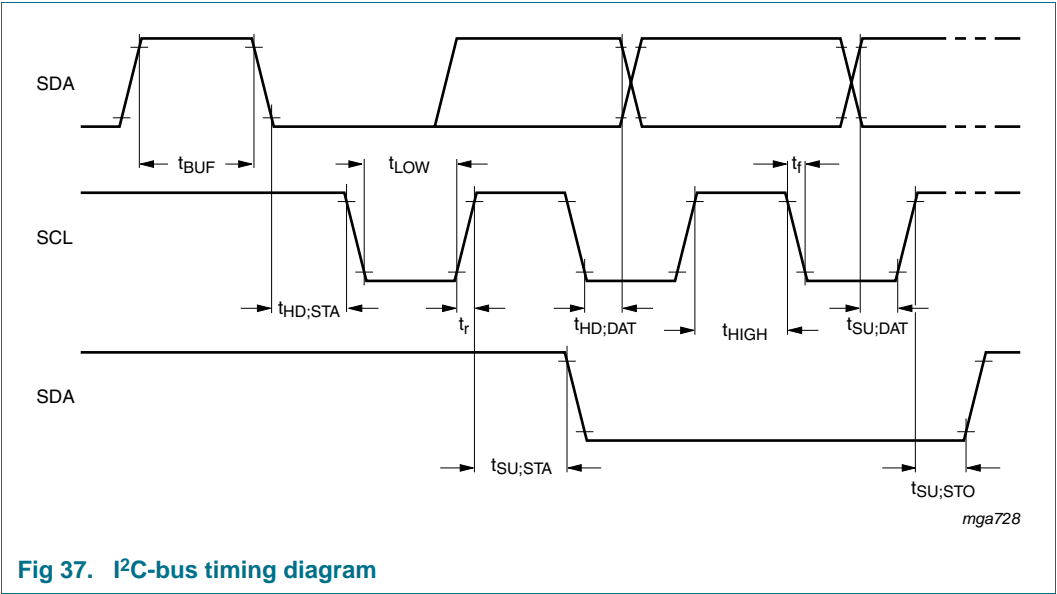 SDA
tBUF
tLOW
tf
SCL
tHD;STA
tr
tHD;DAT
tHIGH
tSU;DAT
SDA
tSU;STA
tSU;STO
mga728
Fig 37. I²C-bus timing diagram